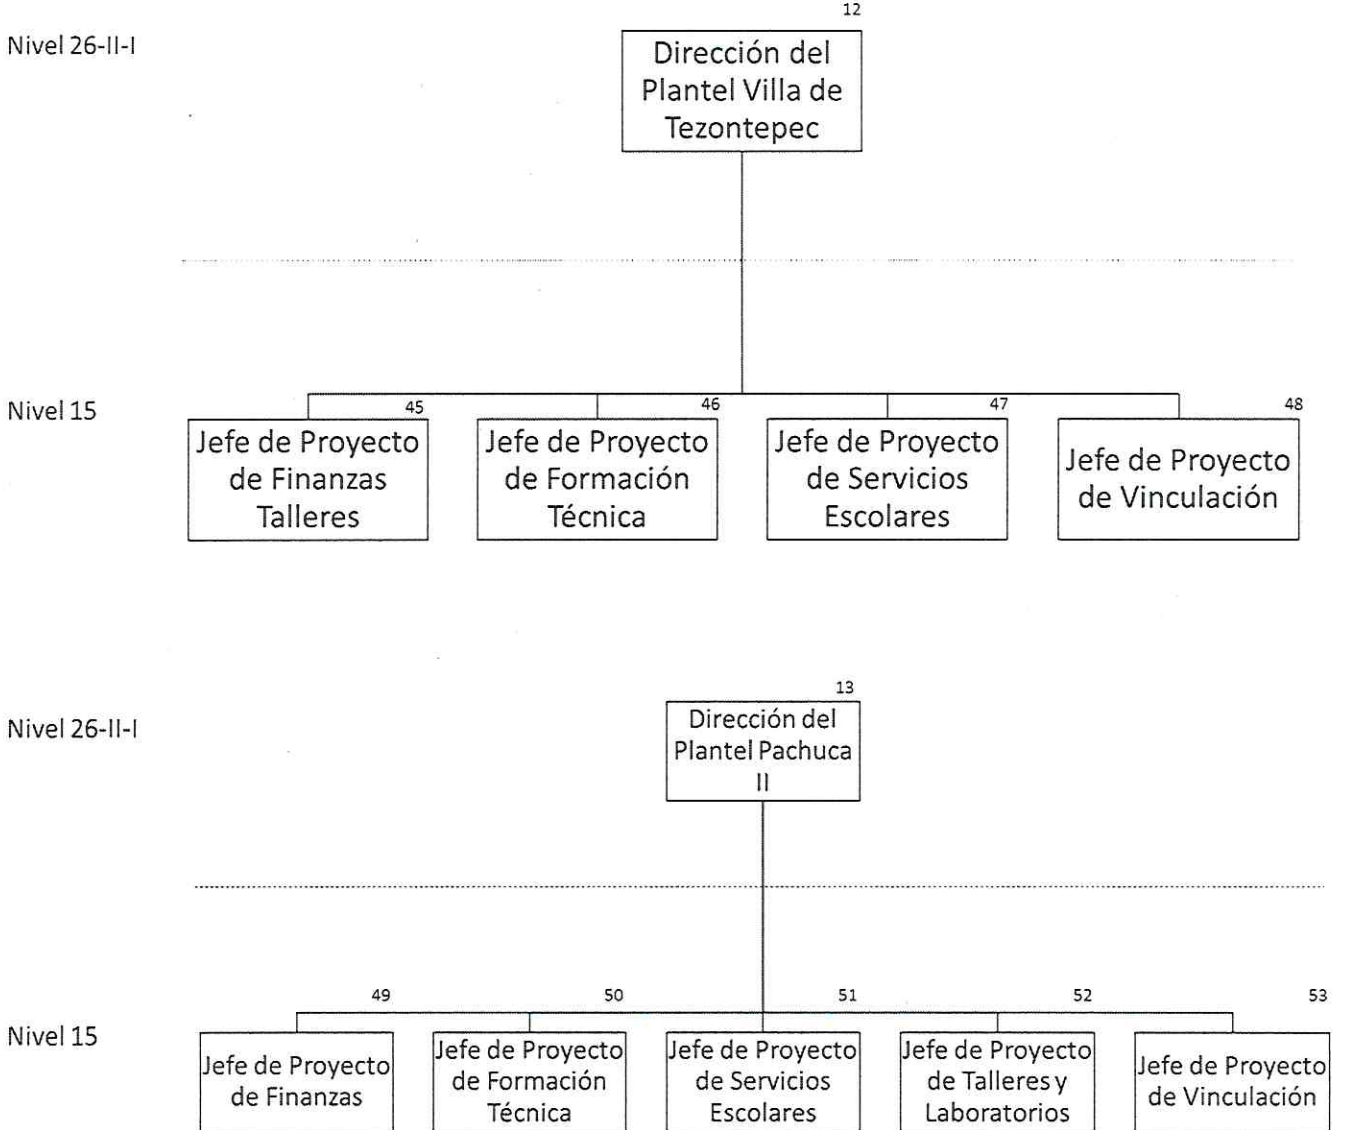 12
Nivel 26-II-I
Dirección del
Plantel Villa de
Tezontepec
Nivel 15
45
Jefe de Proyecto
de Finanzas
Talleres
46
Jefe de Proyecto
de Formación
Técnica
47
Jefe de Proyecto
de Servicios
Escolares
48
Jefe de Proyecto
de Vinculación
13
Nivel 26-II-I
Dirección del
Plantel Pachuca
II
Nivel 15
49
Jefe de Proyecto
de Finanzas
50
Jefe de Proyecto
de Formación
Técnica
51
Jefe de Proyecto
de Servicios
Escolares
52
Jefe de Proyecto
de Talleres y
Laboratorios
53
Jefe de Proyecto
de Vinculación